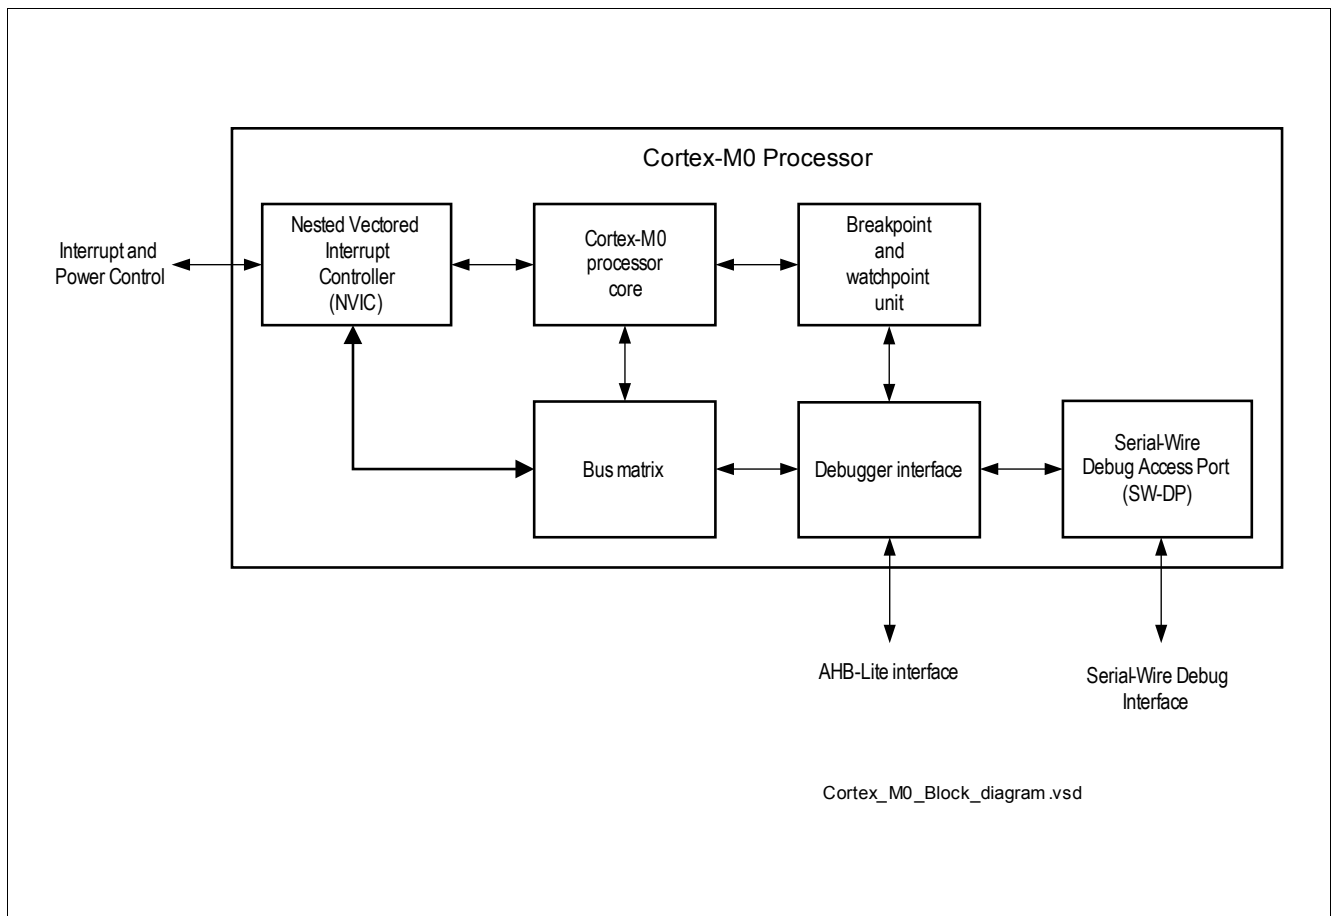 Cortex-M0 Processor
Nested Vectored
Interrupt
Controller
(NVIC)
Cortex-M0
processor
core
Breakpoint
and
watchpoint
unit
Interrupt and
Power Control
Bus matrix
Debugger interface
Serial-Wire
Debug Access Port
(SW-DP)
AHB-Lite interface
Serial-Wire Debug
Interface
Cortex_M0_Block_diagram.vsd